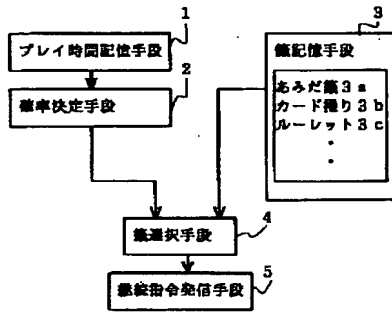 1
プレイ時間記憶手段
2
確率決定手段
3
籤記憶手段
あみだ籤3a
カード捲り3b
ルーレット3c
・
・
4
籤選択手段
5
継続指令発信手段